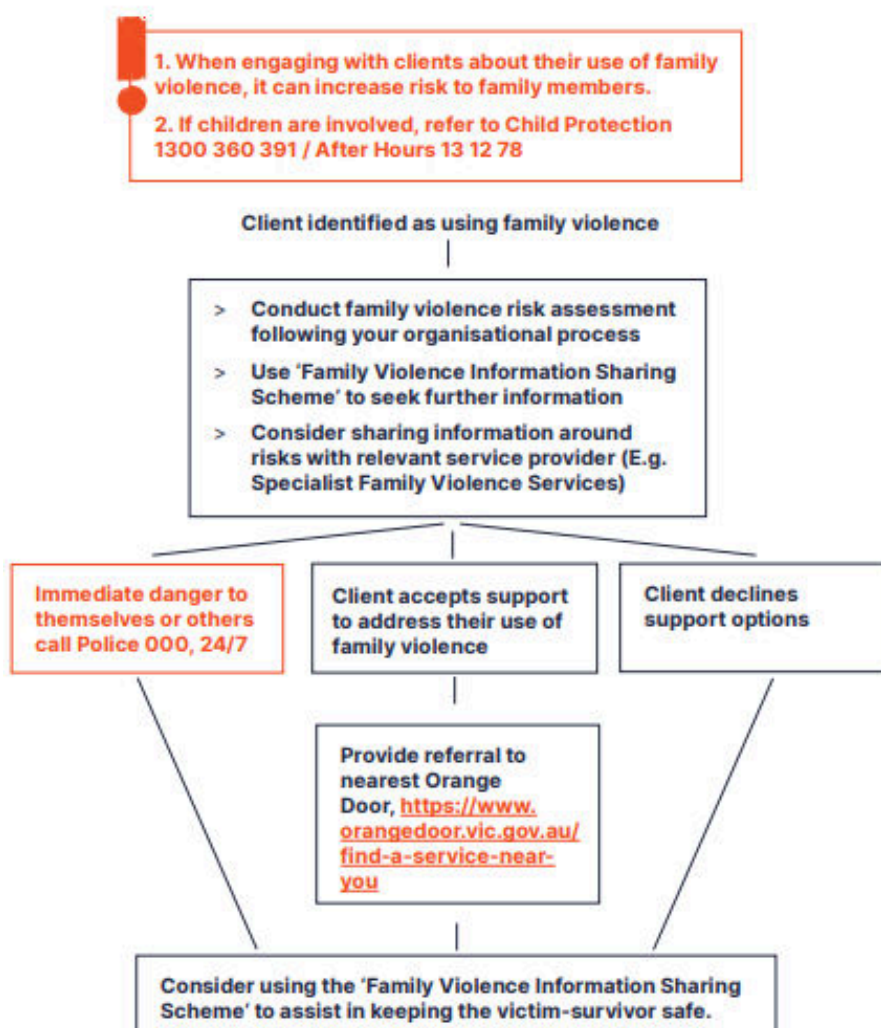 1. When engaging with clients about their use of family
violence, it can increase risk to family members.
2. If children are involved, refer to Child Protection
1300 360 391 / After Hours 13 12 78
Client identified as using family violence
> Conduct family violence risk assessment
following your organisational process
> Use ‘Family Violence Information Sharing
Scheme’ to seek further information
> Consider sharing information around
risks with relevant service provider (E.g.
Specialist Family Violence Services)
Immediate danger to
themselves or others
call Police 000, 24/7
Client accepts support
to address their use of
family violence
Client declines
support options
Provide referral to
nearest Orange
Door, https://www.
orangedoor.vic.gov.au/
find-a-service-near-
you
Consider using the ‘Family Violence Information Sharing
Scheme’ to assist in keeping the victim-survivor safe.